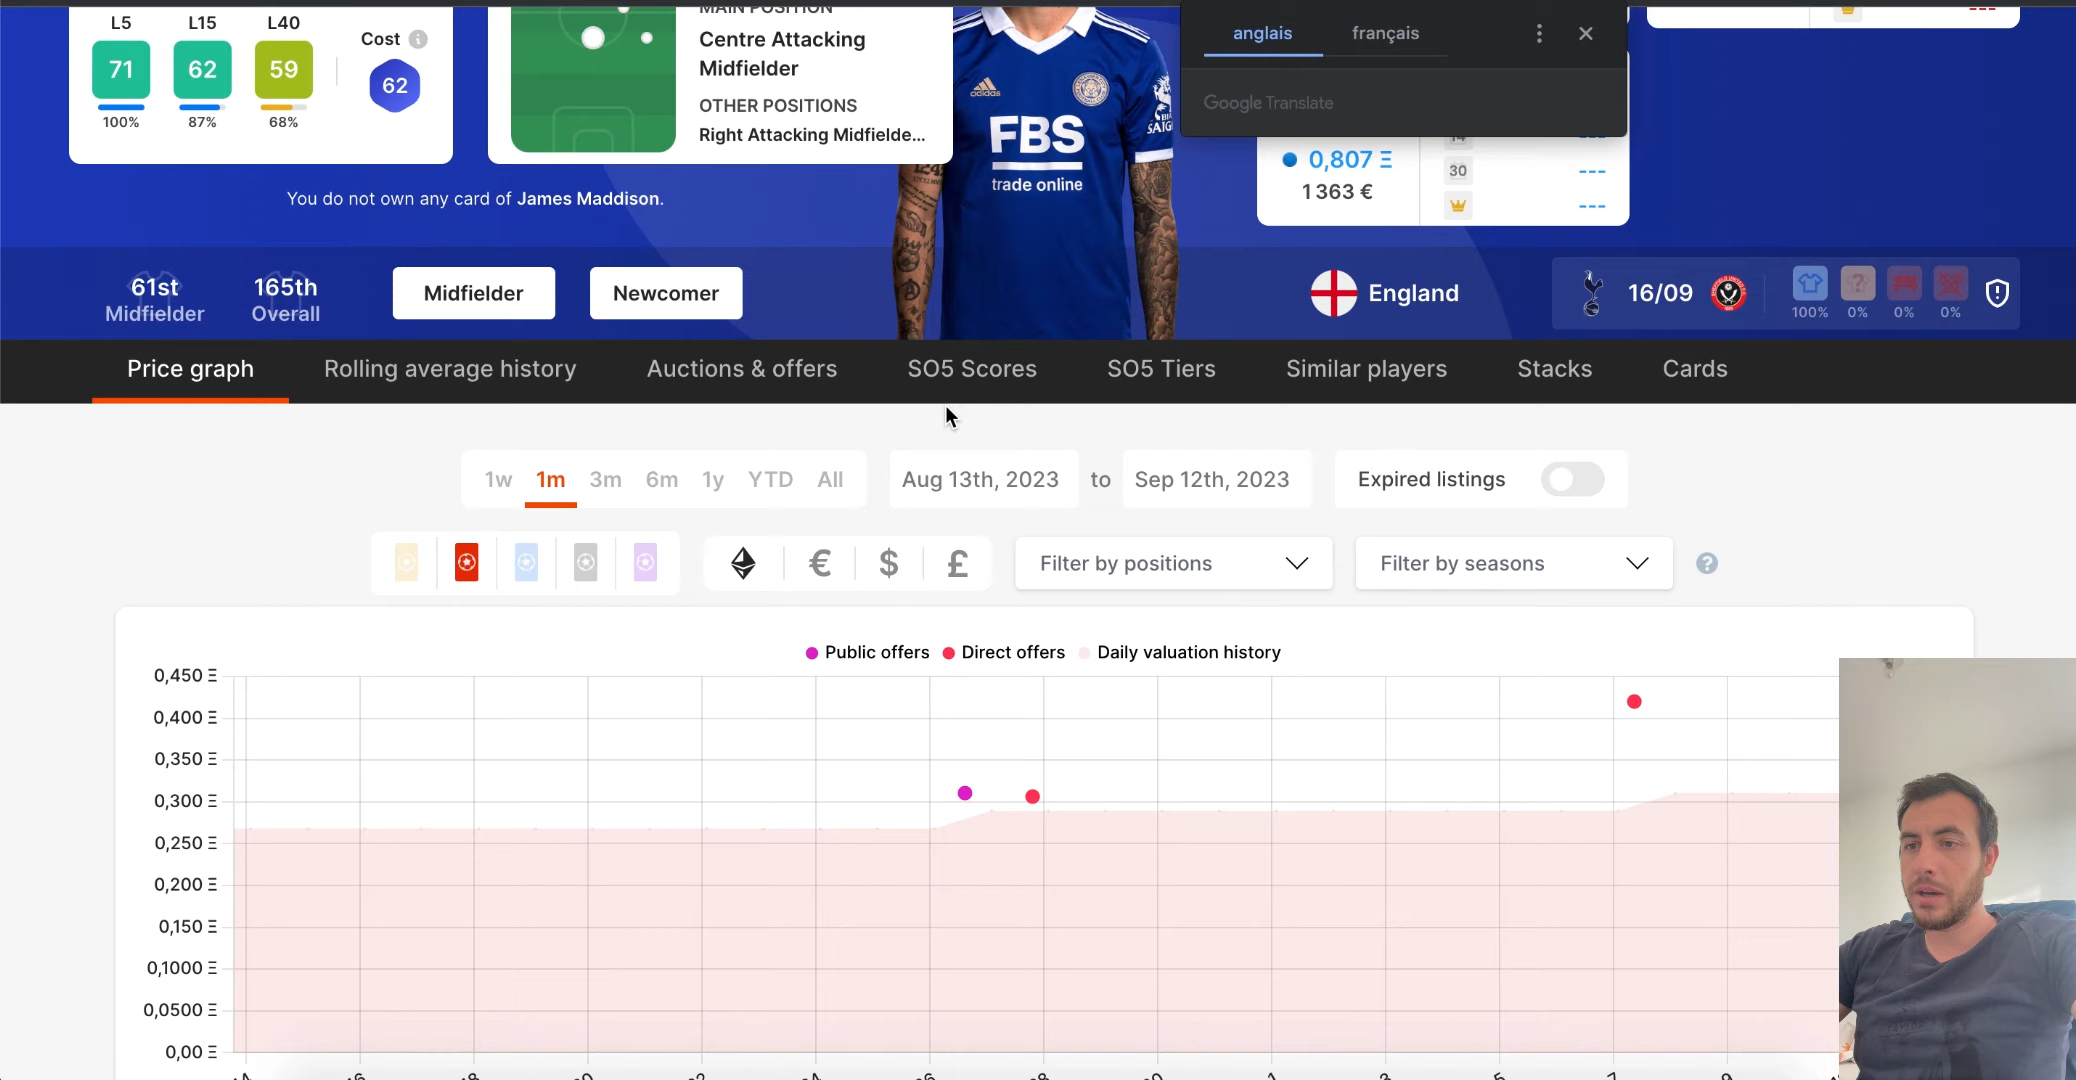 L5 L15 L40
Cost
71 62 59
62
100% 87% 68%
MAIN POSITION
Centre Attacking
Midfielder
OTHER POSITIONS
Right Attacking Midfielde...
You do not own any card of James Maddison.
adidas
FBS
trade online
anglais français
Google Translate
14 ---
0,807 Ξ
1 363 €
30 ---
---
---
61st
Midfielder
165th
Overall
Midfielder
Newcomer
England
16/09
100% 0% 0% 0%
Price graph Rolling average history Auctions & offers SO5 Scores SO5 Tiers Similar players Stacks Cards
1w 1m 3m 6m 1y YTD All
Aug 13th, 2023 to Sep 12th, 2023
Expired listings
€ $ £
Filter by positions
Filter by seasons
?
Public offers Direct offers Daily valuation history
0,450 Ξ
0,400 Ξ
0,350 Ξ
0,300 Ξ
0,250 Ξ
0,200 Ξ
0,150 Ξ
0,1000 Ξ
0,0500 Ξ
0,00 Ξ